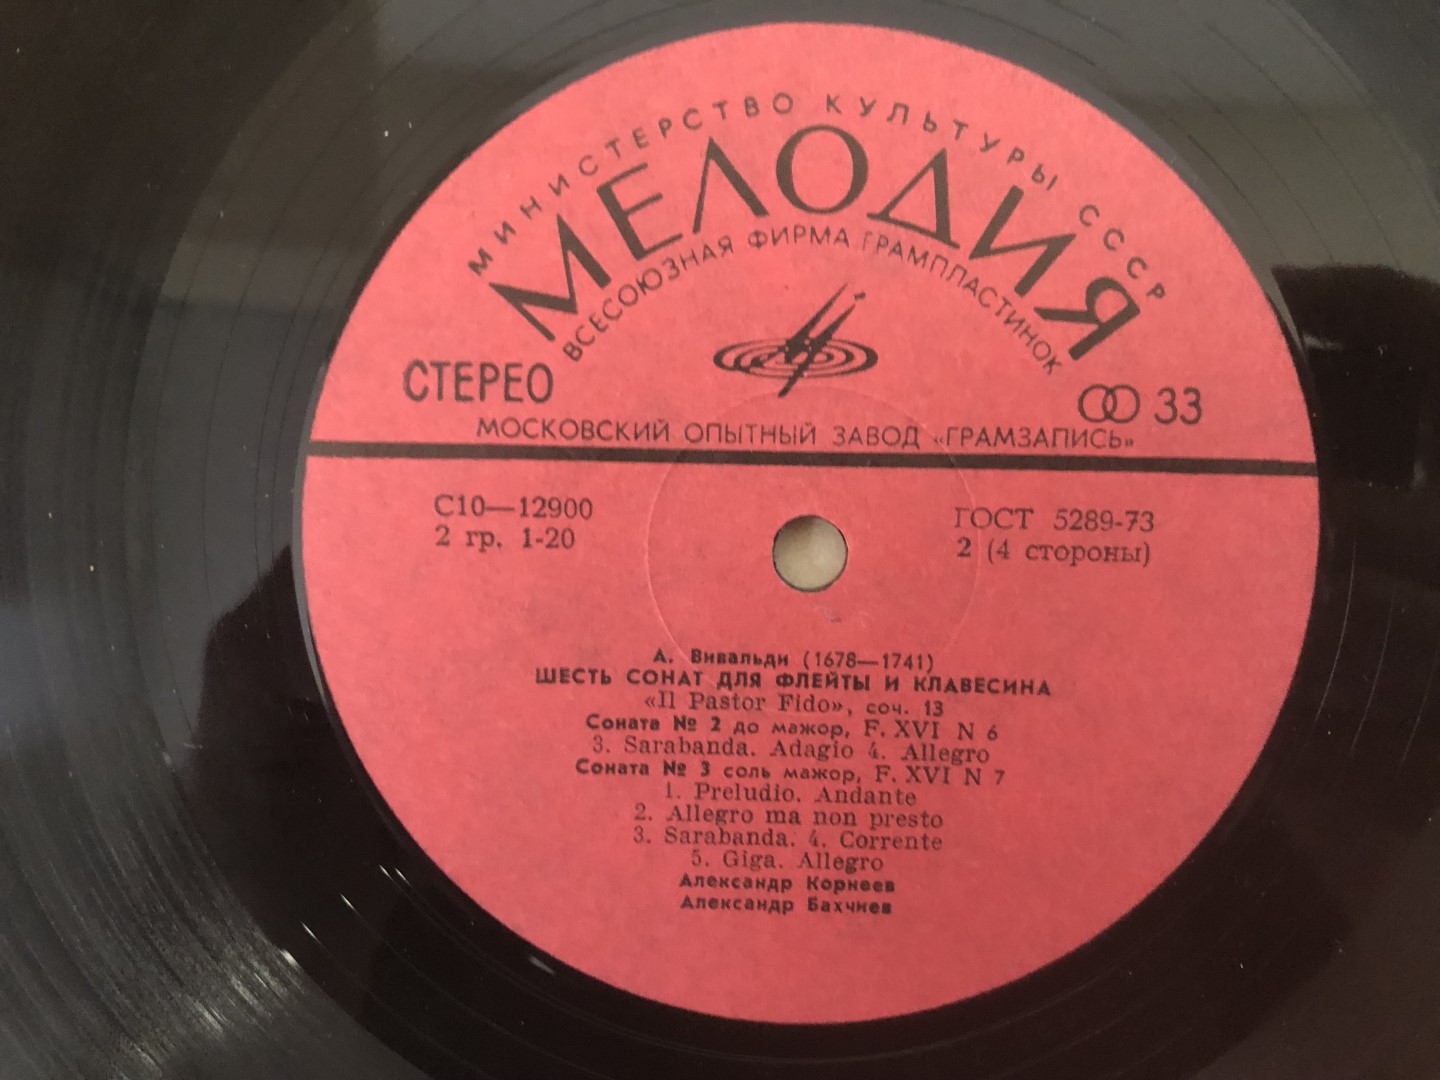 МИНИСТЕРСТВО КУЛЬТУРЫ СССР
МЕЛОДИЯ
ВСЕСОЮЗНАЯ ФИРМА ГРАМПЛАСТИНОК
СТЕРЕО
33
МОСКОВСКИЙ ОПЫТНЫЙ ЗАВОД «ГРАМЗАПИСЬ»
С10—12900
2 гр. 1-20
ГОСТ 5289-73
2 (4 стороны)
А. Вивальди (1678—1741)
ШЕСТЬ СОНАТ ДЛЯ ФЛЕЙТЫ И КЛАВЕСИНА
«Il Pastor Fido», соч. 13
Соната № 2 до мажор, F. XVI N 6
3. Sarabanda. Adagio 4. Allegro
Соната № 3 соль мажор, F. XVI N 7
1. Preludio. Andante
2. Allegro ma non presto
3. Sarabanda. 4. Corrente
5. Giga. Allegro
Александр Корнеев
Александр Бахчиев